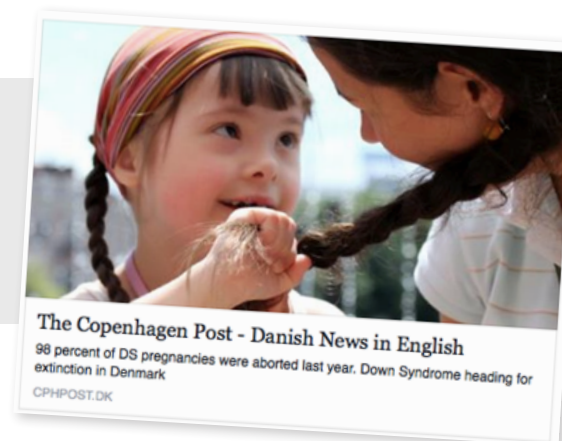 The Copenhagen Post - Danish News in English
98 percent of DS pregnancies were aborted last year. Down Syndrome heading for
extinction in Denmark
CPHPOST.DK